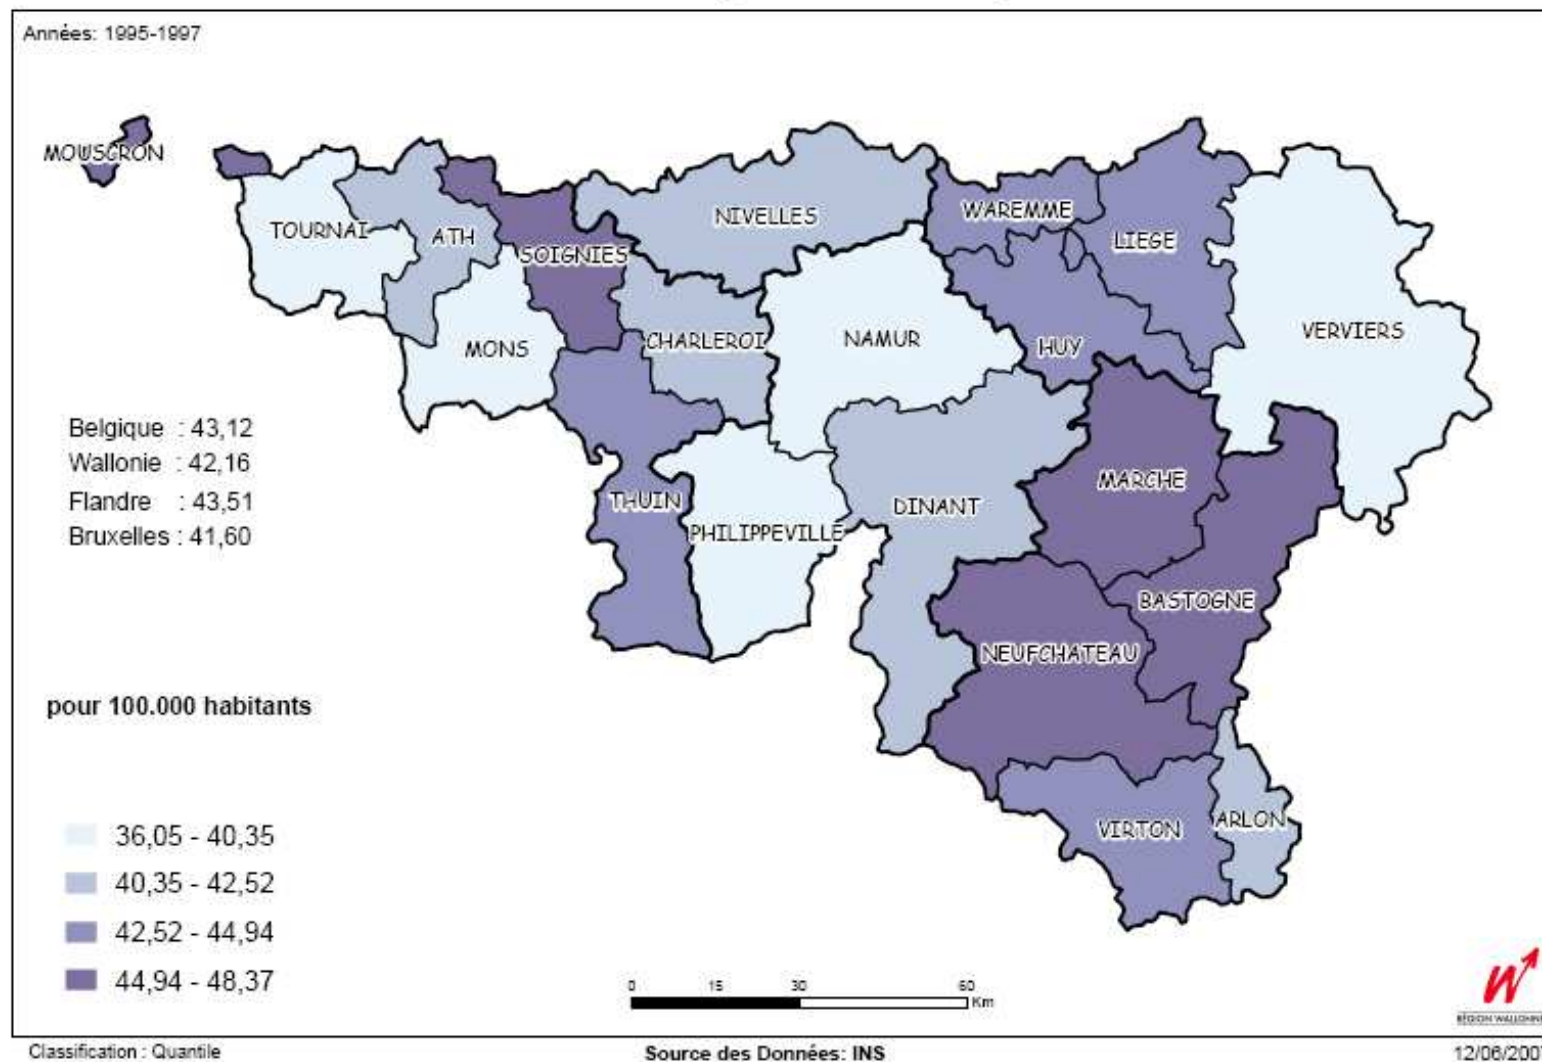 Années: 1995-1997
MOUSCRON
TOURNAI
ATH
SOIGNIES
NIVELLES
WAREMME
LIEGE
MONS
CHARLEROI
NAMUR
HUY
VERVIERS
Belgique : 43,12
Wallonie : 42,16
Flandre : 43,51
Bruxelles : 41,60
THUIN
PHILIPPEVILLE
DINANT
MARCHE
BASTOGNE
NEUFCHATEAU
VIRTON
ARLON
pour 100.000 habitants
36,05 - 40,35
40,35 - 42,52
42,52 - 44,94
44,94 - 48,37
0 15 30 60 Km
RÉGION WALLONNE
Classification : Quantile
Source des Données: INS